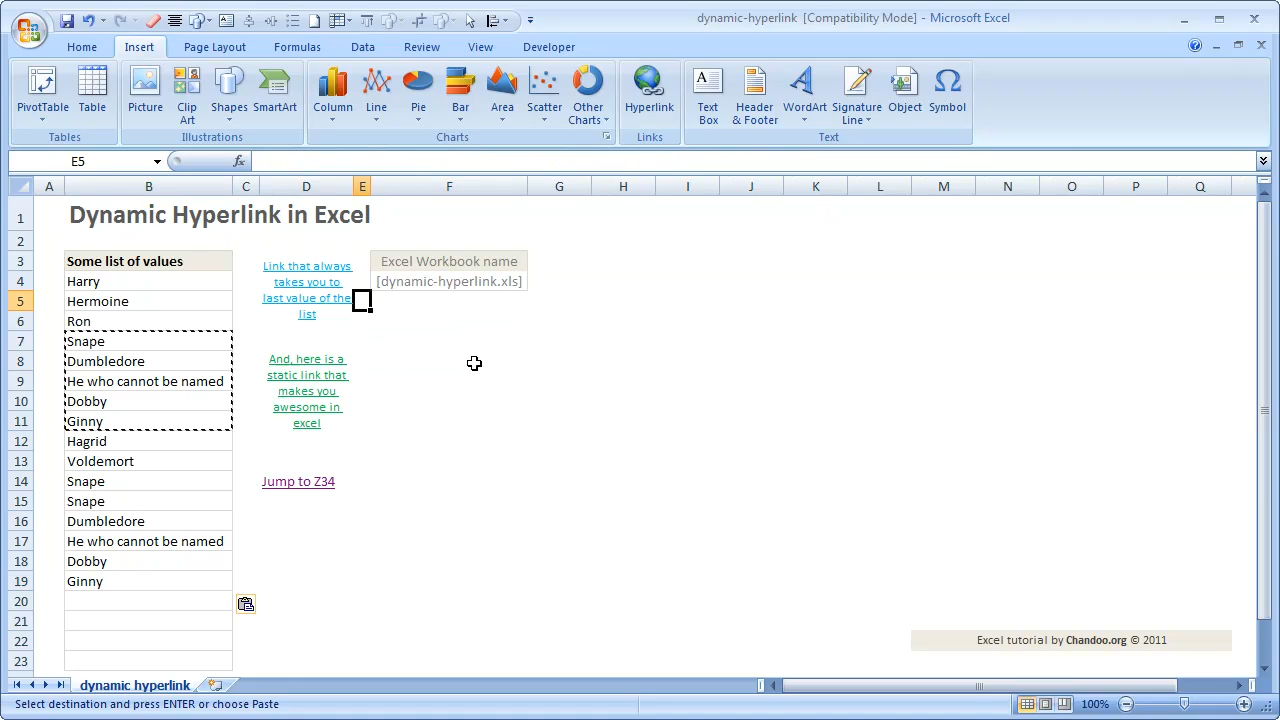 dynamic-hyperlink [Compatibility Mode] - Microsoft Excel
Home Insert Page Layout Formulas Data Review View Developer
PivotTable Table Picture Clip Art Shapes SmartArt Column Line Pie Bar Area Scatter Other Charts Hyperlink Text Box Header & Footer WordArt Signature Line Object Symbol
Tables Illustrations Charts Links Text
E5 fx
A B C D E F G H I J K L M N O P Q
1 Dynamic Hyperlink in Excel
2
3 Some list of values
4 Harry
5 Hermoine
6 Ron
7 Snape
8 Dumbledore
9 He who cannot be named
10 Dobby
11 Ginny
12 Hagrid
13 Voldemort
14 Snape
15 Snape
16 Dumbledore
17 He who cannot be named
18 Dobby
19 Ginny
20
21
22
23
Link that always
takes you to
last value of the
list
And, here is a
static link that
makes you
awesome in
excel
Jump to Z34
Excel Workbook name
[dynamic-hyperlink.xls]
Excel tutorial by Chandoo.org © 2011
dynamic hyperlink
Select destination and press ENTER or choose Paste
100%